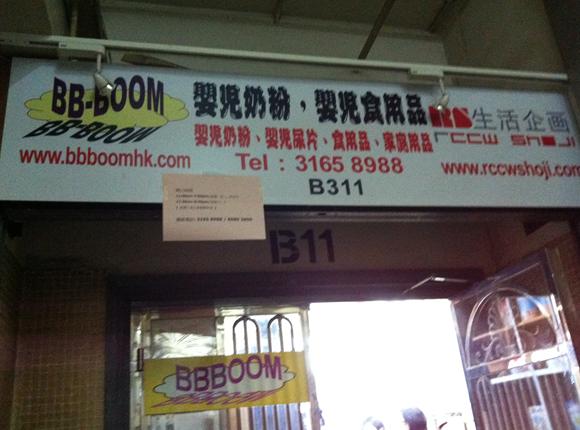 BB-BOOM
BB-BOOM
嬰兒奶粉，嬰兒食用品
嬰兒奶粉、嬰兒尿片、食用品、家庭用品
RS 生活企画
rccw SHOJI
www.bbboomhk.com
Tel : 3165 8988
www.rccwshoji.com
B311
B11
BBBOOM